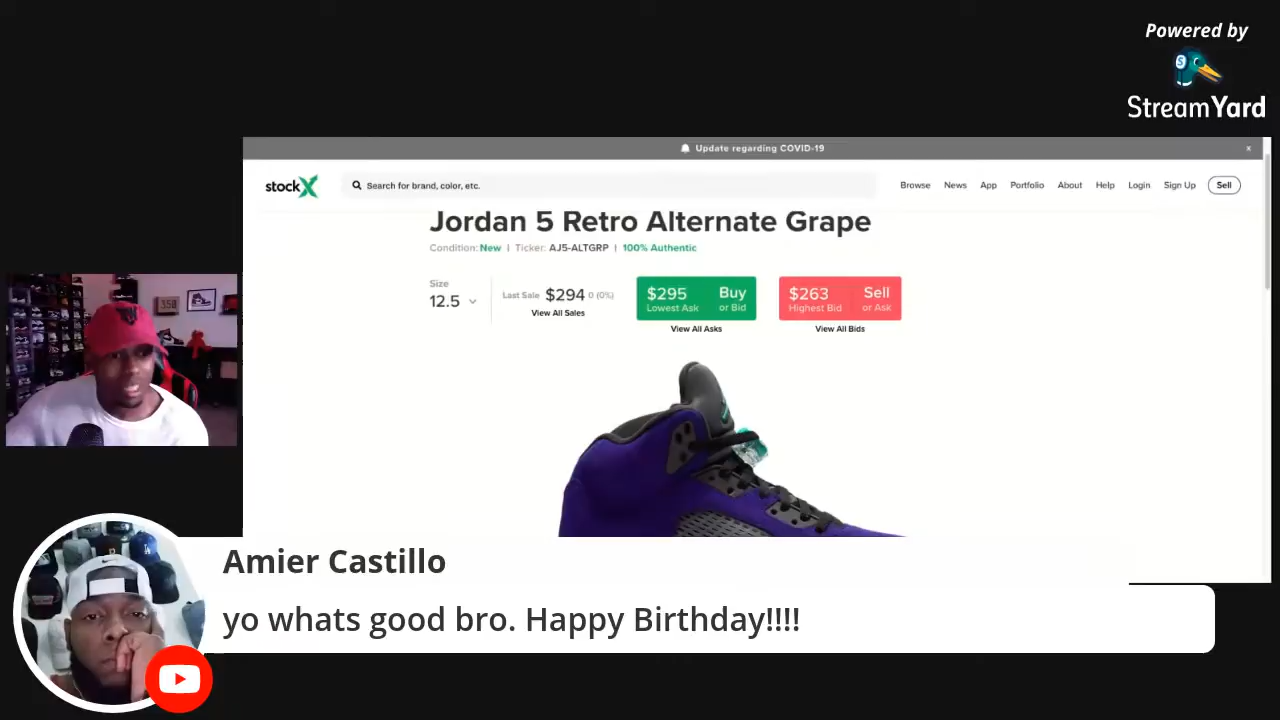 Powered by
StreamYard
Update regarding COVID-19 x
stockX Search for brand, color, etc. Browse News App Portfolio About Help Login Sign Up Sell
Jordan 5 Retro Alternate Grape
Condition: New | Ticker: AJ5-ALTGRP | 100% Authentic
Size
12.5
Last Sale $294 0 (0%)
View All Sales
$295 Buy
Lowest Ask or Bid
View All Asks
$263 Sell
Highest Bid or Ask
View All Bids
350
Amier Castillo
yo whats good bro. Happy Birthday!!!!